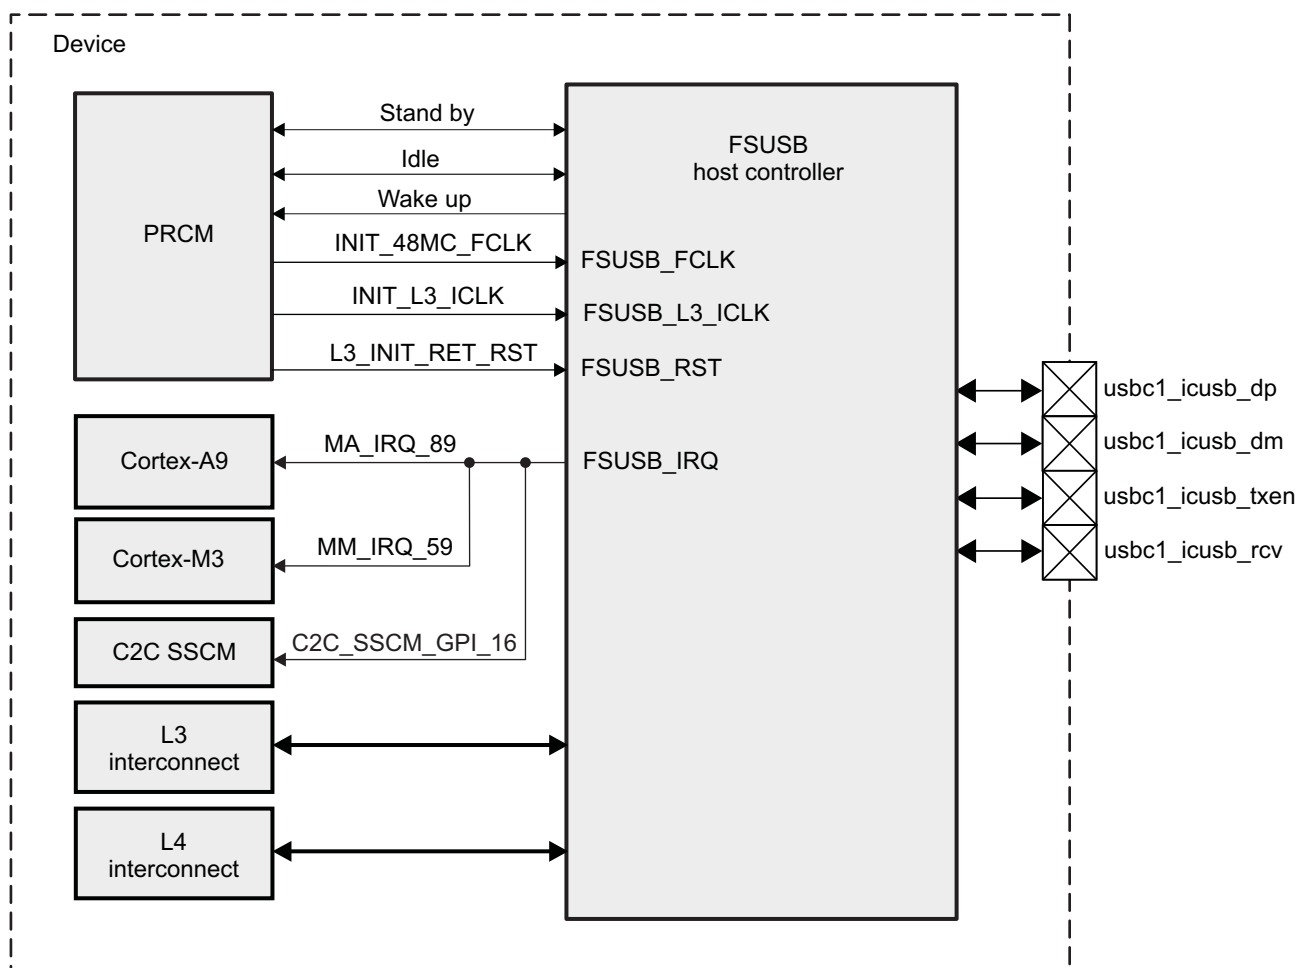 Device
PRCM
Stand by
Idle
Wake up
INIT_48MC_FCLK
INIT_L3_ICLK
L3_INIT_RET_RST
FSUSB
host controller
FSUSB_FCLK
FSUSB_L3_ICLK
FSUSB_RST
FSUSB_IRQ
Cortex-A9
MA_IRQ_89
Cortex-M3
MM_IRQ_59
C2C SSCM
C2C_SSCM_GPI_16
L3
interconnect
L4
interconnect
usbc1_icusb_dp
usbc1_icusb_dm
usbc1_icusb_txen
usbc1_icusb_rcv